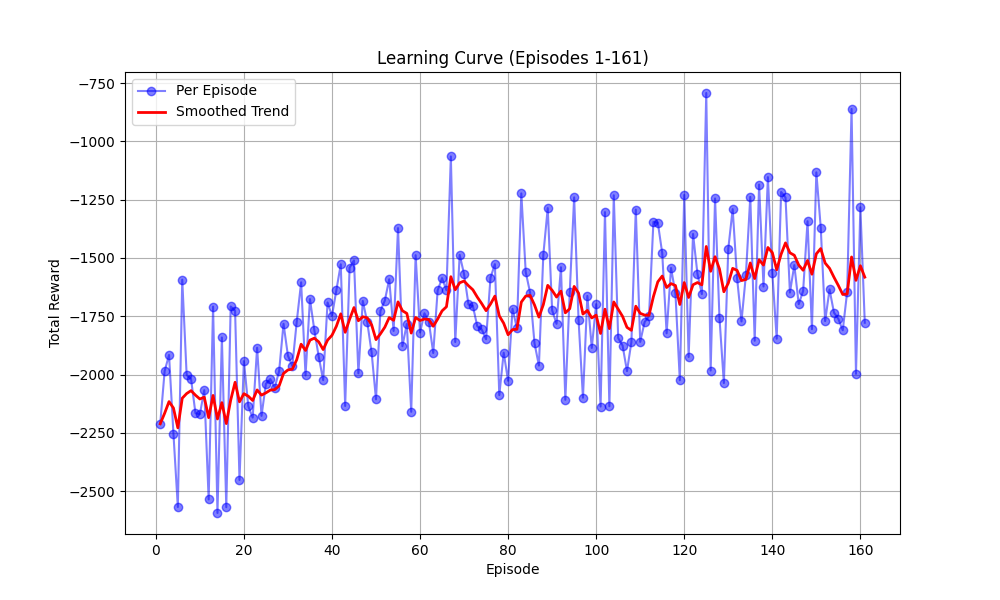 Learning Curve (Episodes 1-161)
Per Episode
Smoothed Trend
Total Reward
−750
−1000
−1250
−1500
−1750
−2000
−2250
−2500
0 20 40 60 80 100 120 140 160
Episode